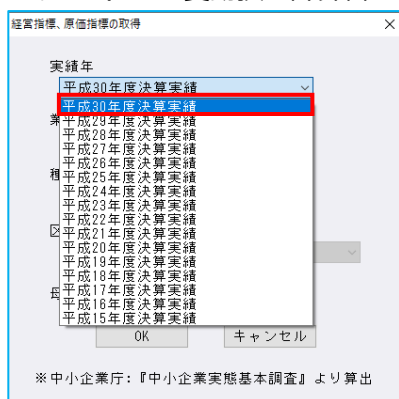 経営指標、原価指標の取得
実績年
平成30年度決算実績
平成30年度決算実績
平成29年度決算実績
平成28年度決算実績
平成27年度決算実績
平成26年度決算実績
平成25年度決算実績
平成24年度決算実績
平成23年度決算実績
平成22年度決算実績
平成21年度決算実績
平成20年度決算実績
平成19年度決算実績
平成18年度決算実績
平成17年度決算実績
平成16年度決算実績
平成15年度決算実績
OK
キャンセル
※中小企業庁:『中小企業実態基本調査』より算出